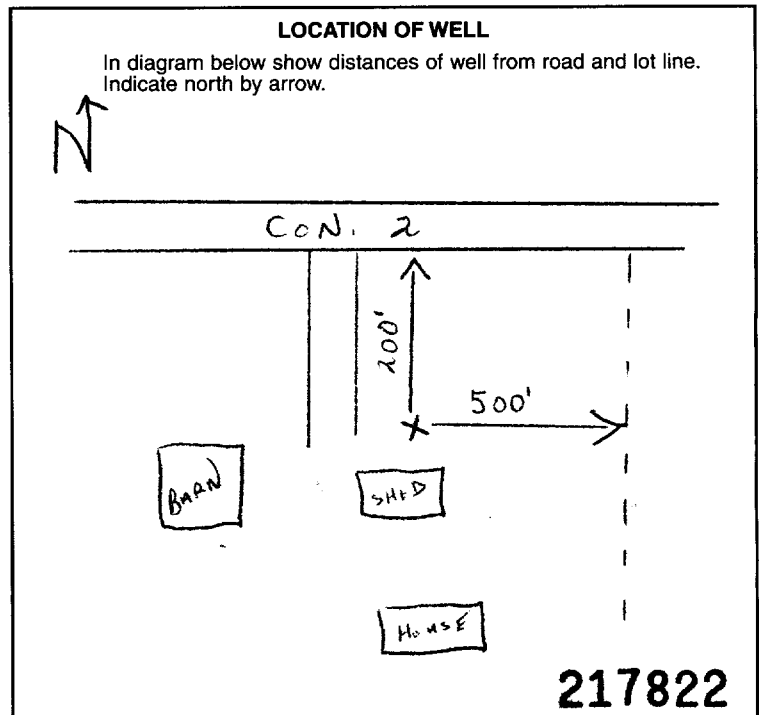 LOCATION OF WELL
In diagram below show distances of well from road and lot line.
Indicate north by arrow.
N
CON. 2
200'
500'
BARN
SHED
HOUSE
217822